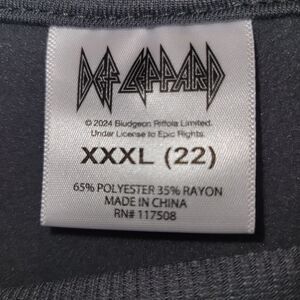 DEF LEPPARD
© 2024 Bludgeon Riffola Limited.
Under License to Epic Rights.
XXXL (22)
65% POLYESTER 35% RAYON
MADE IN CHINA
RN# 117508